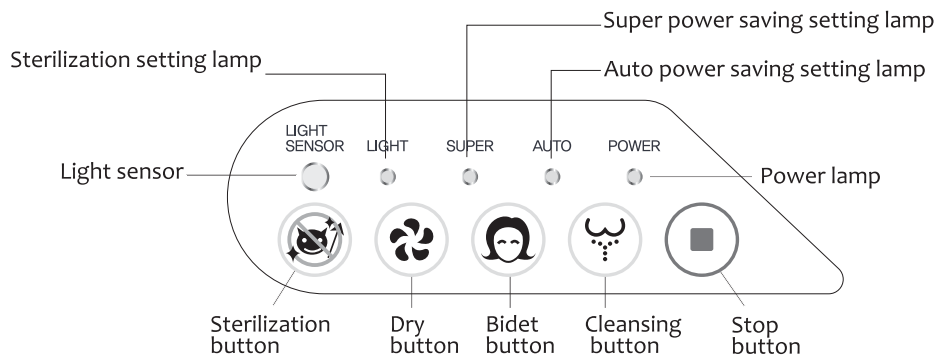 Super power saving setting lamp
Sterilization setting lamp
Auto power saving setting lamp
LIGHT
SENSOR
LIGHT
SUPER
AUTO
POWER
Light sensor
Power lamp
Sterilization
button
Dry
button
Bidet
button
Cleansing
button
Stop
button